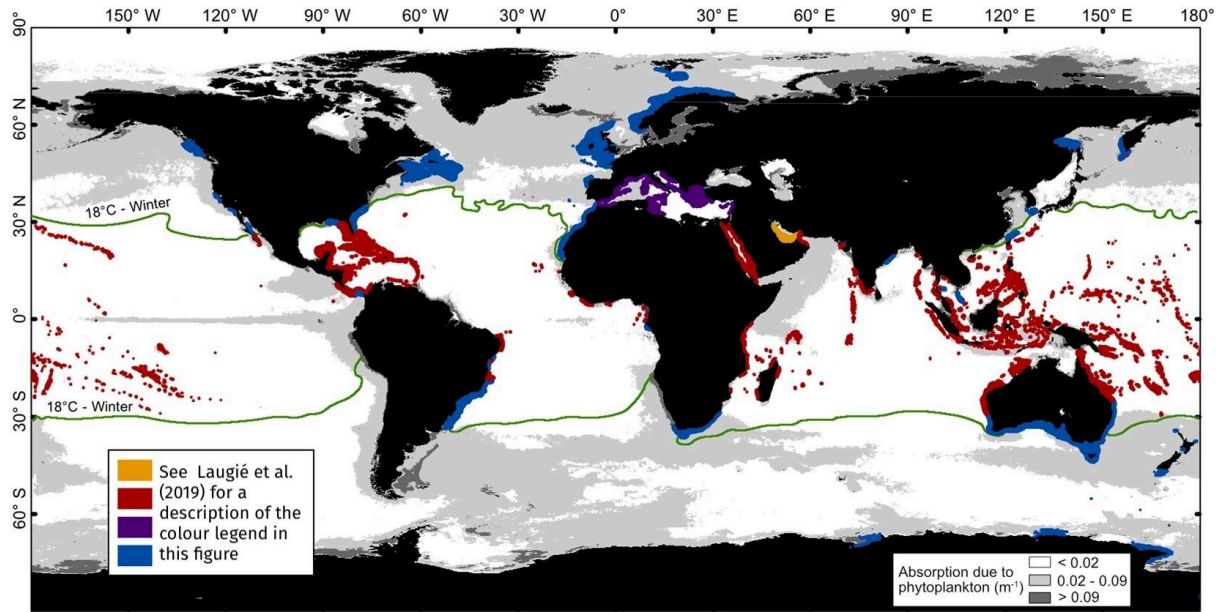 150° W 120° W 90° W 60° W 30° W 0° 30° E 60° E 90° E 120° E 150° E 180°
90°
60° N
30° N
0°
30° S
60° S
18°C - Winter
18°C - Winter
See Laugié et al.
(2019) for a
description of the
colour legend in
this figure
Absorption due to
phytoplankton (m⁻¹)
< 0.02
0.02 - 0.09
> 0.09